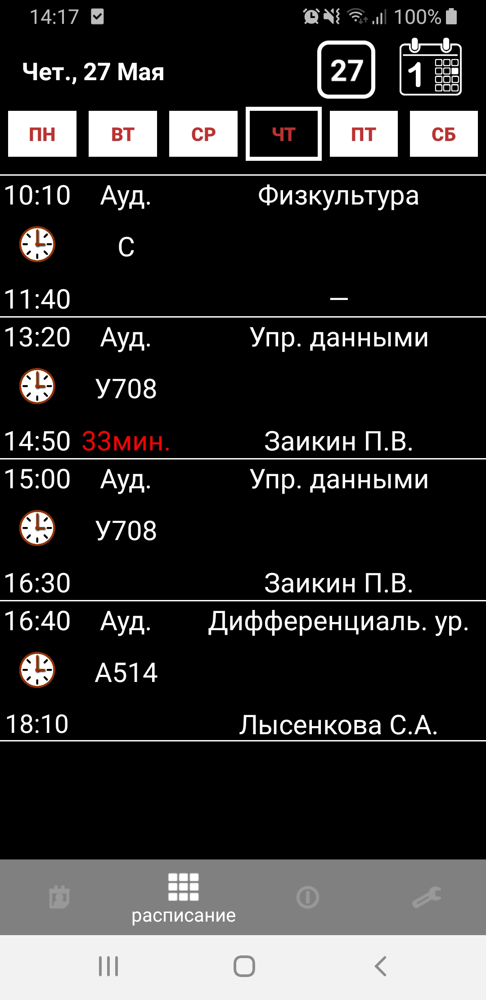 14:17 100%
Чет., 27 Мая 27 1
ПН ВТ СР ЧТ ПТ СБ
10:10 Ауд. Физкультура
С
11:40 —
13:20 Ауд. Упр. данными
У708
14:50 33мин. Заикин П.В.
15:00 Ауд. Упр. данными
У708
16:30 Заикин П.В.
16:40 Ауд. Дифференциаль. ур.
А514
18:10 Лысенкова С.А.
расписание